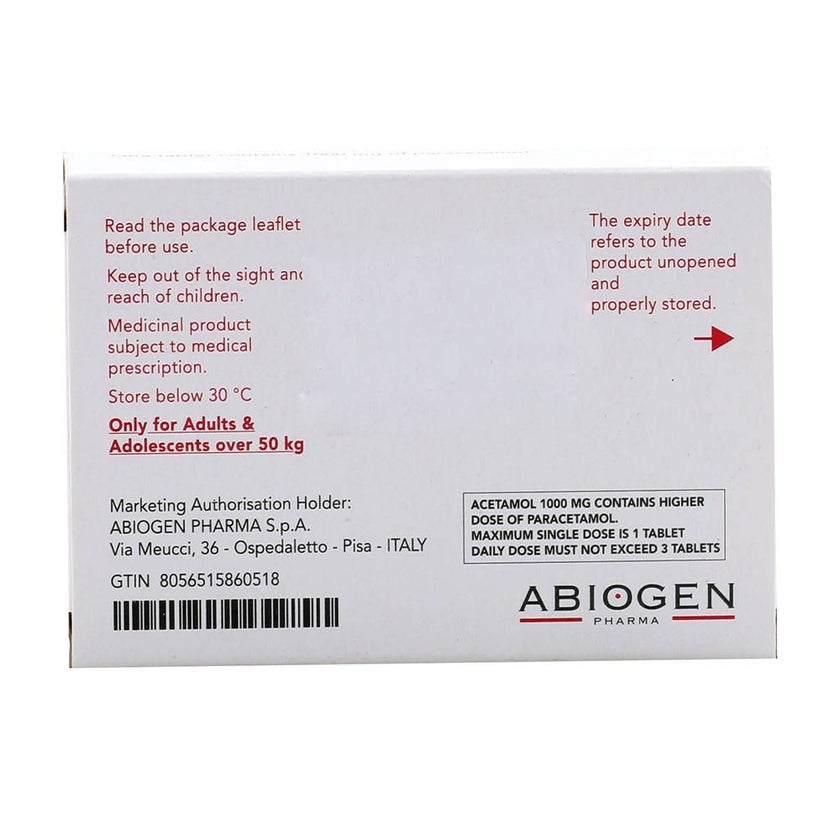 Read the package leaflet
before use.
Keep out of the sight and
reach of children.
Medicinal product
subject to medical
prescription.
Store below 30 °C
Only for Adults &
Adolescents over 50 kg
The expiry date
refers to the
product unopened
and
properly stored.
Marketing Authorisation Holder:
ABIOGEN PHARMA S.p.A.
Via Meucci, 36 - Ospedaletto - Pisa - ITALY
GTIN 8056515860518
ACETAMOL 1000 MG CONTAINS HIGHER
DOSE OF PARACETAMOL.
MAXIMUM SINGLE DOSE IS 1 TABLET
DAILY DOSE MUST NOT EXCEED 3 TABLETS
ABIOGEN
PHARMA